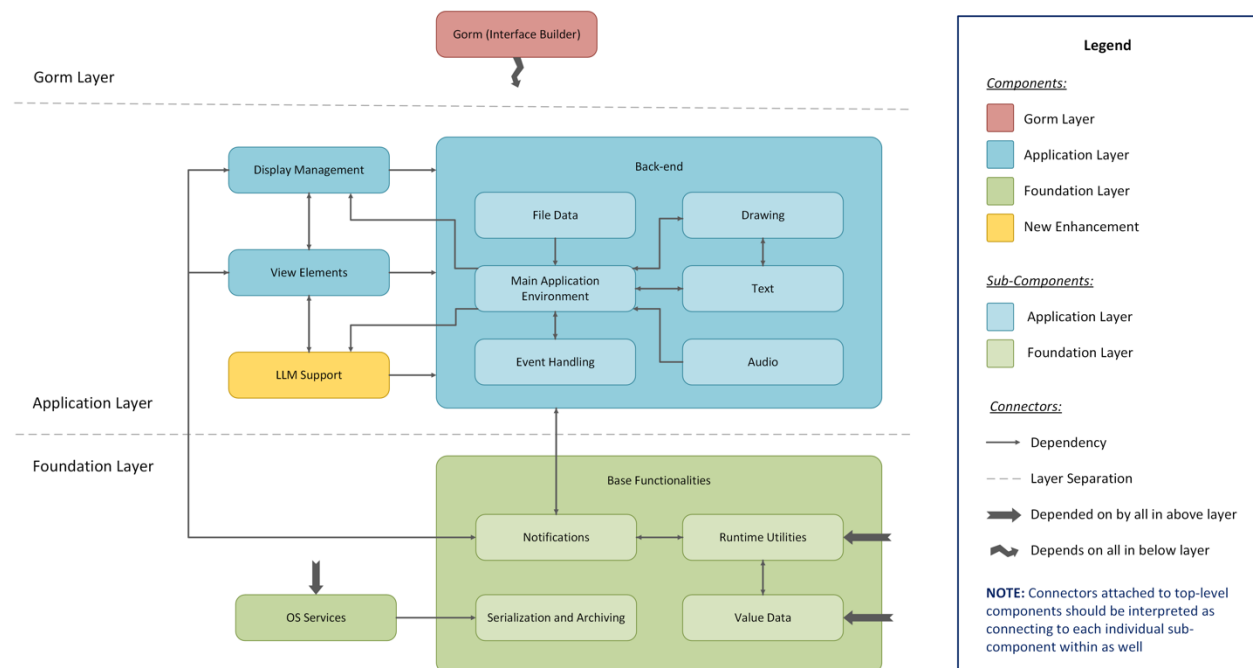 Gorm (Interface Builder)
Gorm Layer
Display Management
Back-end
File Data
Drawing
View Elements
Main Application
Environment
Text
LLM Support
Event Handling
Audio
Application Layer
Foundation Layer
Base Functionalities
Notifications
Runtime Utilities
OS Services
Serialization and Archiving
Value Data
Legend
Components:
Gorm Layer
Application Layer
Foundation Layer
New Enhancement
Sub-Components:
Application Layer
Foundation Layer
Connectors:
Dependency
Layer Separation
Depended on by all in above layer
Depends on all in below layer
NOTE: Connectors attached to top-level
components should be interpreted as
connecting to each individual sub-
component within as well